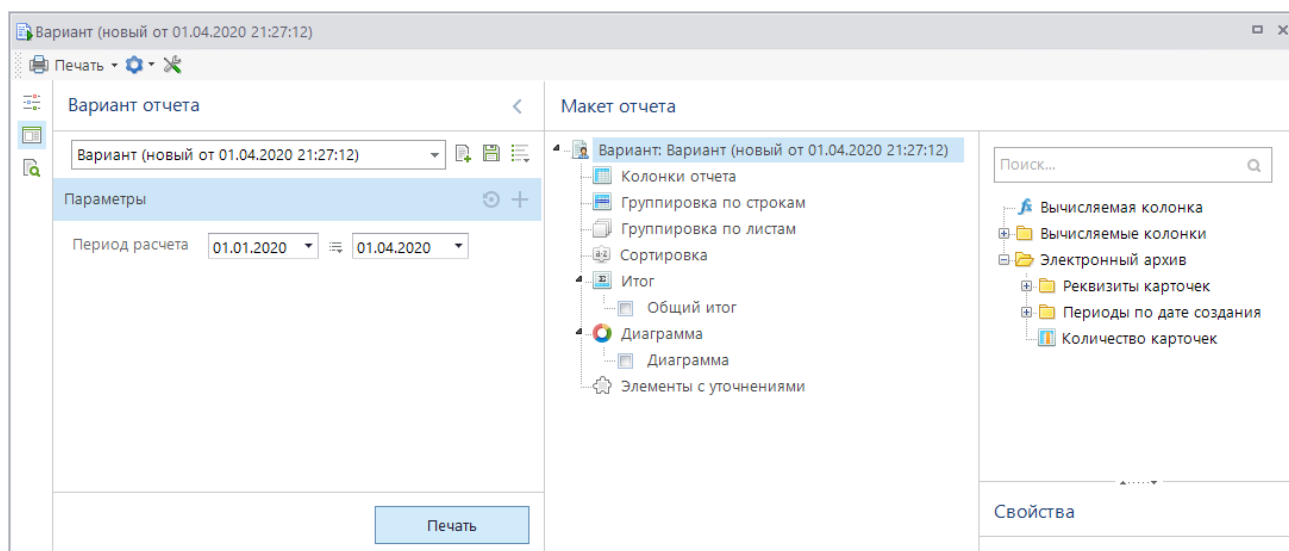 Вариант (новый от 01.04.2020 21:27:12)
Печать
Вариант отчета
Вариант (новый от 01.04.2020 21:27:12)
Параметры
Период расчета 01.01.2020 01.04.2020
Печать
Макет отчета
Вариант: Вариант (новый от 01.04.2020 21:27:12)
Колонки отчета
Группировка по строкам
Группировка по листам
Сортировка
Итог
Общий итог
Диаграмма
Диаграмма
Элементы с уточнениями
Поиск...
Вычисляемая колонка
Вычисляемые колонки
Электронный архив
Реквизиты карточек
Периоды по дате создания
Количество карточек
Свойства